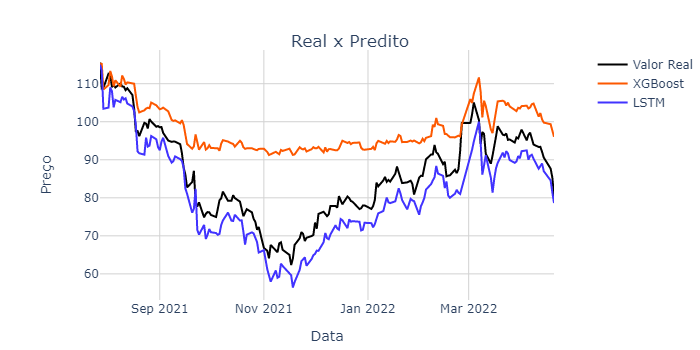 Real x Predito
Valor Real
XGBoost
LSTM
Preço
110
100
90
80
70
60
Sep 2021
Nov 2021
Jan 2022
Mar 2022
Data